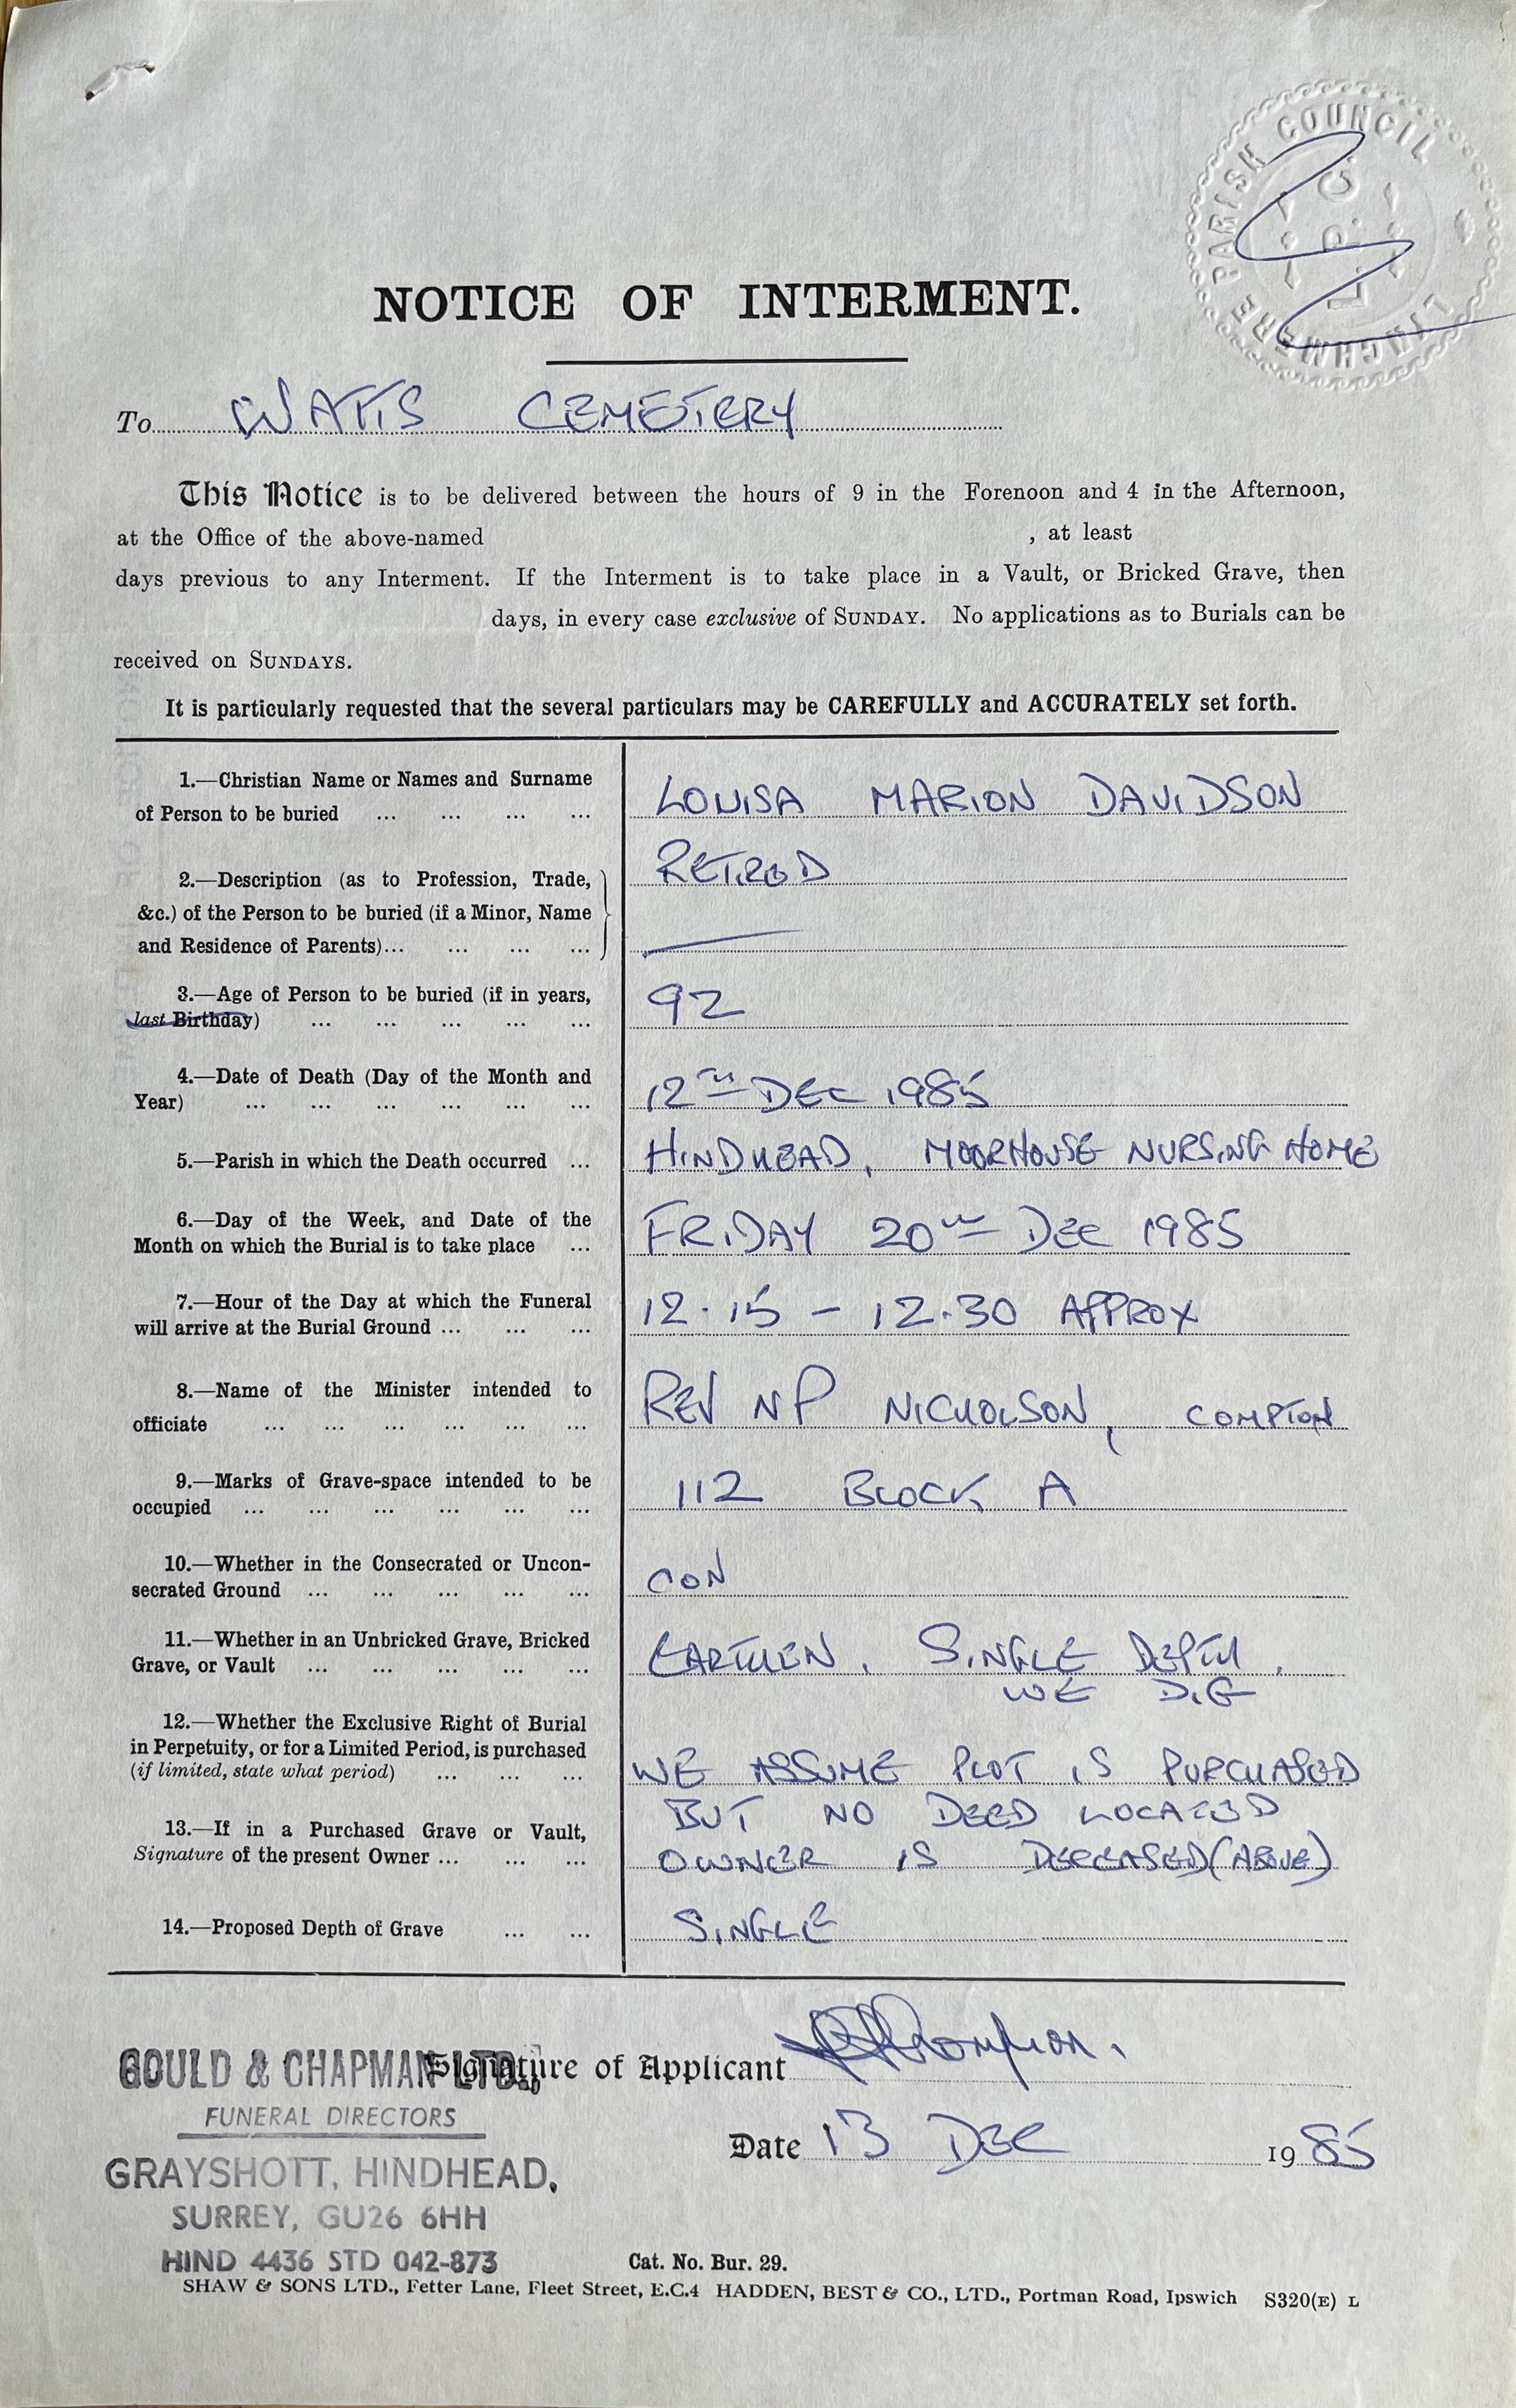 LYNCHMERE PARISH COUNCIL
L.P.C.
NOTICE OF INTERMENT.
To WATTS CEMETERY
This Notice is to be delivered between the hours of 9 in the Forenoon and 4 in the Afternoon,
at the Office of the above-named , at least
days previous to any Interment. If the Interment is to take place in a Vault, or Bricked Grave, then
days, in every case exclusive of SUNDAY. No applications as to Burials can be
received on SUNDAYS.
It is particularly requested that the several particulars may be CAREFULLY and ACCURATELY set forth.
1.—Christian Name or Names and Surname
of Person to be buried ... ... ... ...
LOUISA MARION DAVIDSON
2.—Description (as to Profession, Trade,
&c.) of the Person to be buried (if a Minor, Name
and Residence of Parents)... ... ... ...
RETIRED
3.—Age of Person to be buried (if in years,
last Birthday) ... ... ... ... ...
92
4.—Date of Death (Day of the Month and
Year) ... ... ... ... ... ...
12TH DEC 1985
5.—Parish in which the Death occurred ...
HINDHEAD, MOORHOUSE NURSING HOME
6.—Day of the Week, and Date of the
Month on which the Burial is to take place ...
FRIDAY 20TH DEC 1985
7.—Hour of the Day at which the Funeral
will arrive at the Burial Ground ... ... ...
12.15 – 12.30 APPROX
8.—Name of the Minister intended to
officiate ... ... ... ... ... ...
REV NP NICHOLSON, COMPTON
9.—Marks of Grave-space intended to be
occupied ... ... ... ... ... ...
112 BLOCK A
10.—Whether in the Consecrated or Uncon-
secrated Ground ... ... ... ... ...
CON
11.—Whether in an Unbricked Grave, Bricked
Grave, or Vault ... ... ... ... ...
EARTHEN. SINGLE DEPTH.
WE DIG
12.—Whether the Exclusive Right of Burial
in Perpetuity, or for a Limited Period, is purchased
(if limited, state what period) ... ... ...
WE ASSUME PLOT IS PURCHASED
BUT NO DEED LOCATED
13.—If in a Purchased Grave or Vault,
Signature of the present Owner ... ... ...
OWNER IS DECEASED (ABOVE)
14.—Proposed Depth of Grave ... ...
SINGLE
GOULD & CHAPMAN LTD.
Signature of Applicant
FUNERAL DIRECTORS
Date 13 DEC 1985
GRAYSHOTT, HINDHEAD,
SURREY, GU26 6HH
HIND 4436 STD 042-873
Cat. No. Bur. 29.
SHAW & SONS LTD., Fetter Lane, Fleet Street, E.C.4 HADDEN, BEST & CO., LTD., Portman Road, Ipswich S320(E) L